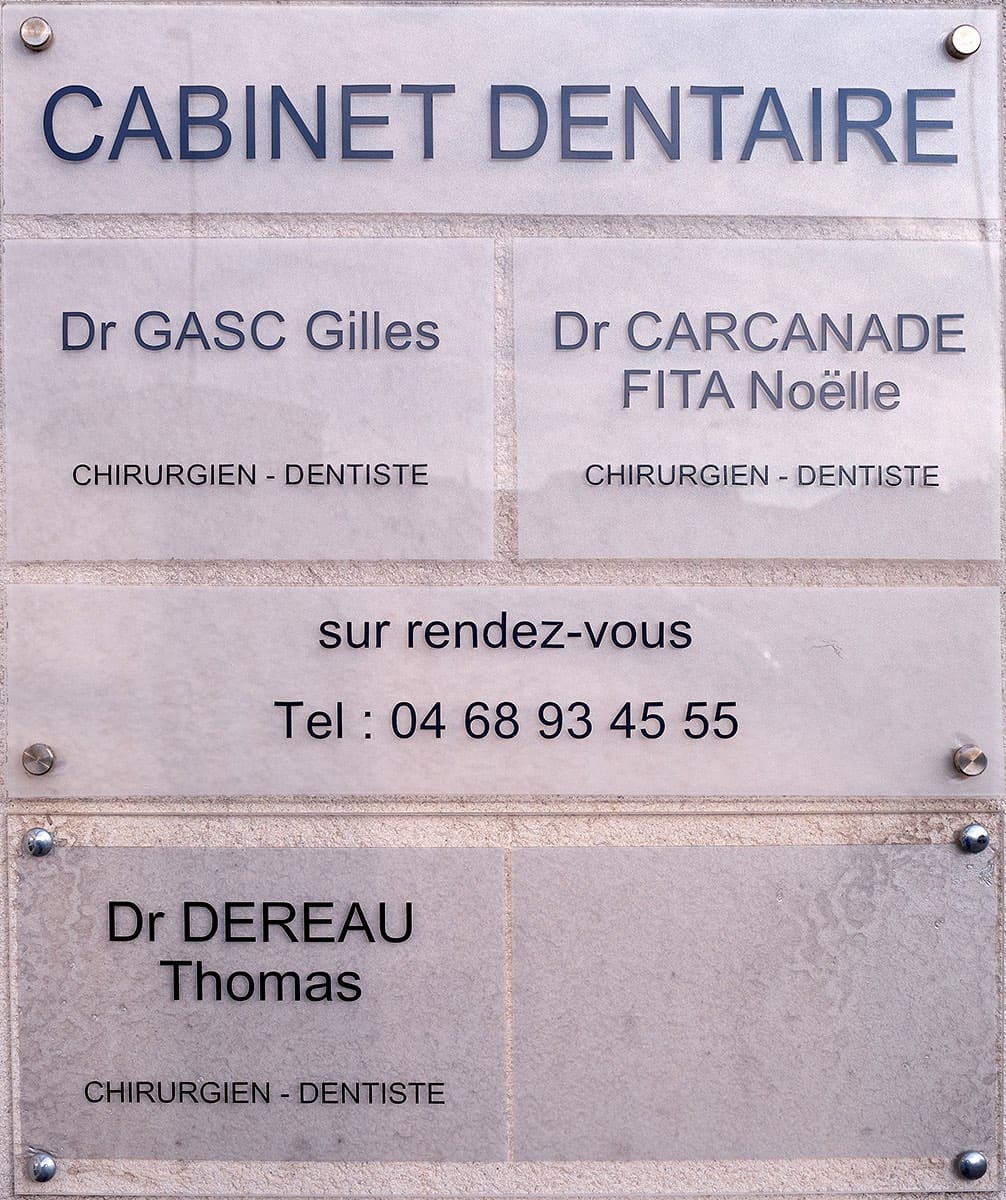 CABINET DENTAIRE
Dr GASC Gilles
CHIRURGIEN - DENTISTE
Dr CARCANADE
FITA Noëlle
CHIRURGIEN - DENTISTE
sur rendez-vous
Tel : 04 68 93 45 55
Dr DEREAU
Thomas
CHIRURGIEN - DENTISTE